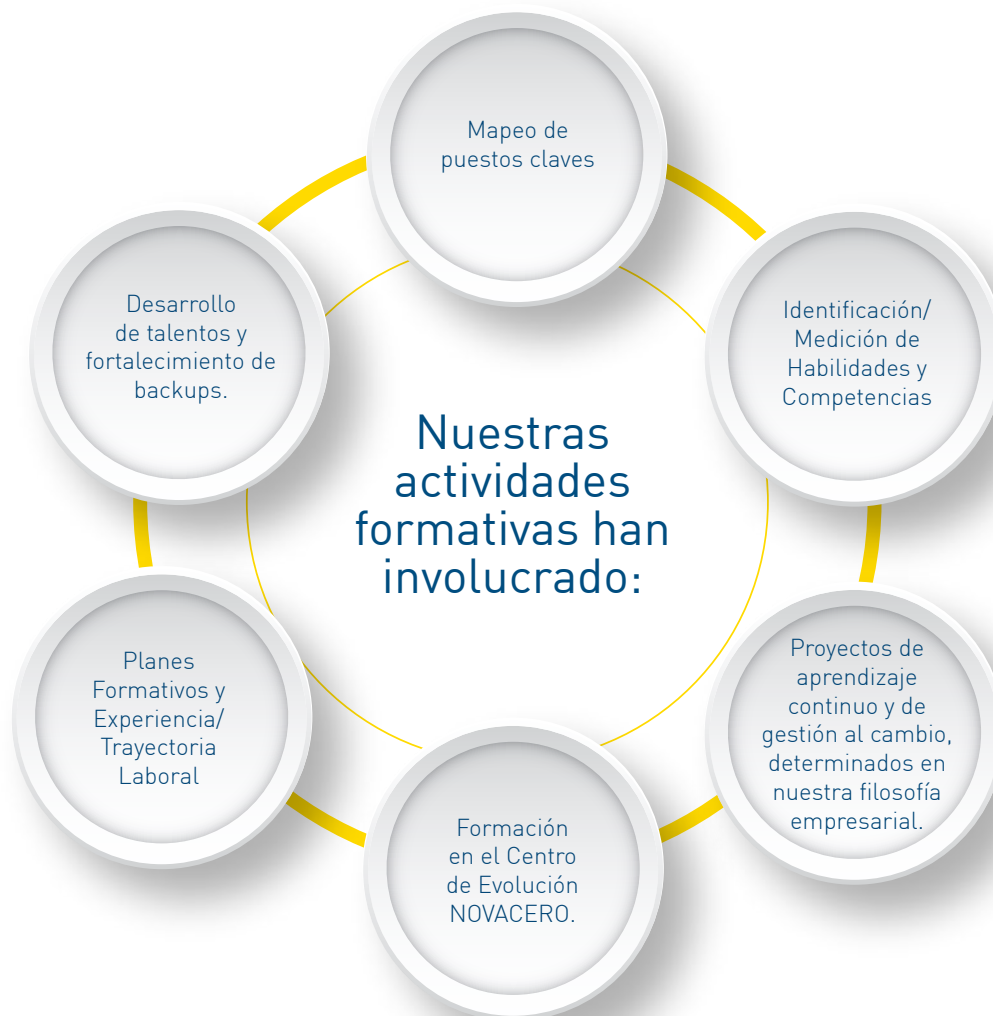 Mapeo de
puestos claves
Identificación/
Medición de
Habilidades y
Competencias
Proyectos de
aprendizaje
continuo y de
gestión al cambio,
determinados en
nuestra filosofía
empresarial.
Formación
en el Centro
de Evolución
NOVACERO.
Planes
Formativos y
Experiencia/
Trayectoria
Laboral
Desarrollo
de talentos y
fortalecimiento de
backups.
Nuestras
actividades
formativas han
involucrado: